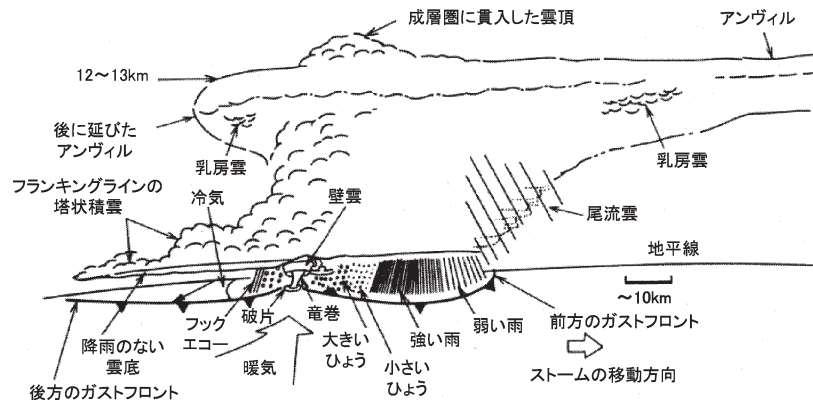 成層圏に貫入した雲頂
アンヴィル
12～13km
後に延びた
アンヴィル
乳房雲
乳房雲
フランキングラインの
塔状積雲
冷気
壁雲
尾流雲
地平線
～10km
フック
エコー
破片
竜巻
大きい
ひょう
小さい
ひょう
強い雨
弱い雨
前方のガストフロント
降雨のない
雲底
暖気
後方のガストフロント
ストームの移動方向